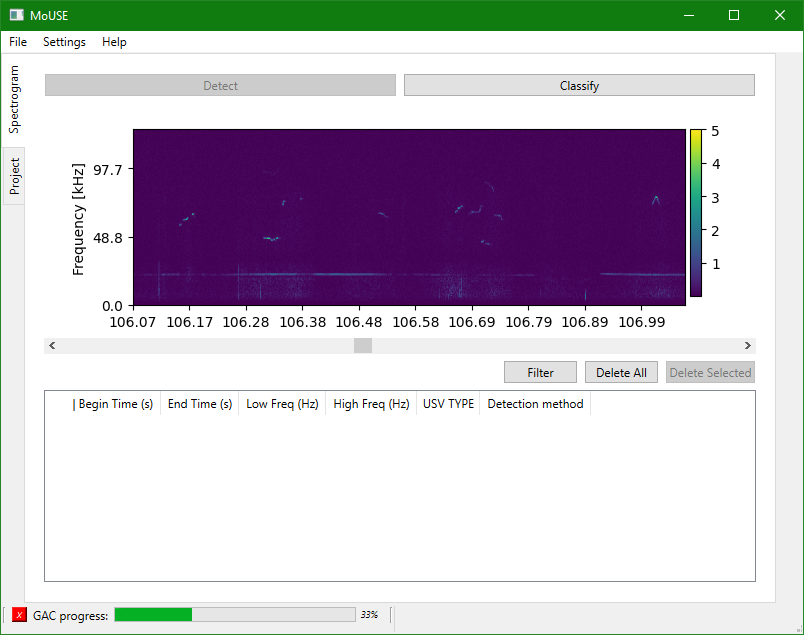 MoUSE
File Settings Help
Spectrogram
Project
Detect Classify
Frequency [kHz]
97.7
48.8
0.0
106.07 106.17 106.28 106.38 106.48 106.58 106.69 106.79 106.89 106.99
5
4
3
2
1
Filter Delete All Delete Selected
Begin Time (s) End Time (s) Low Freq (Hz) High Freq (Hz) USV TYPE Detection method
x GAC progress: 33%